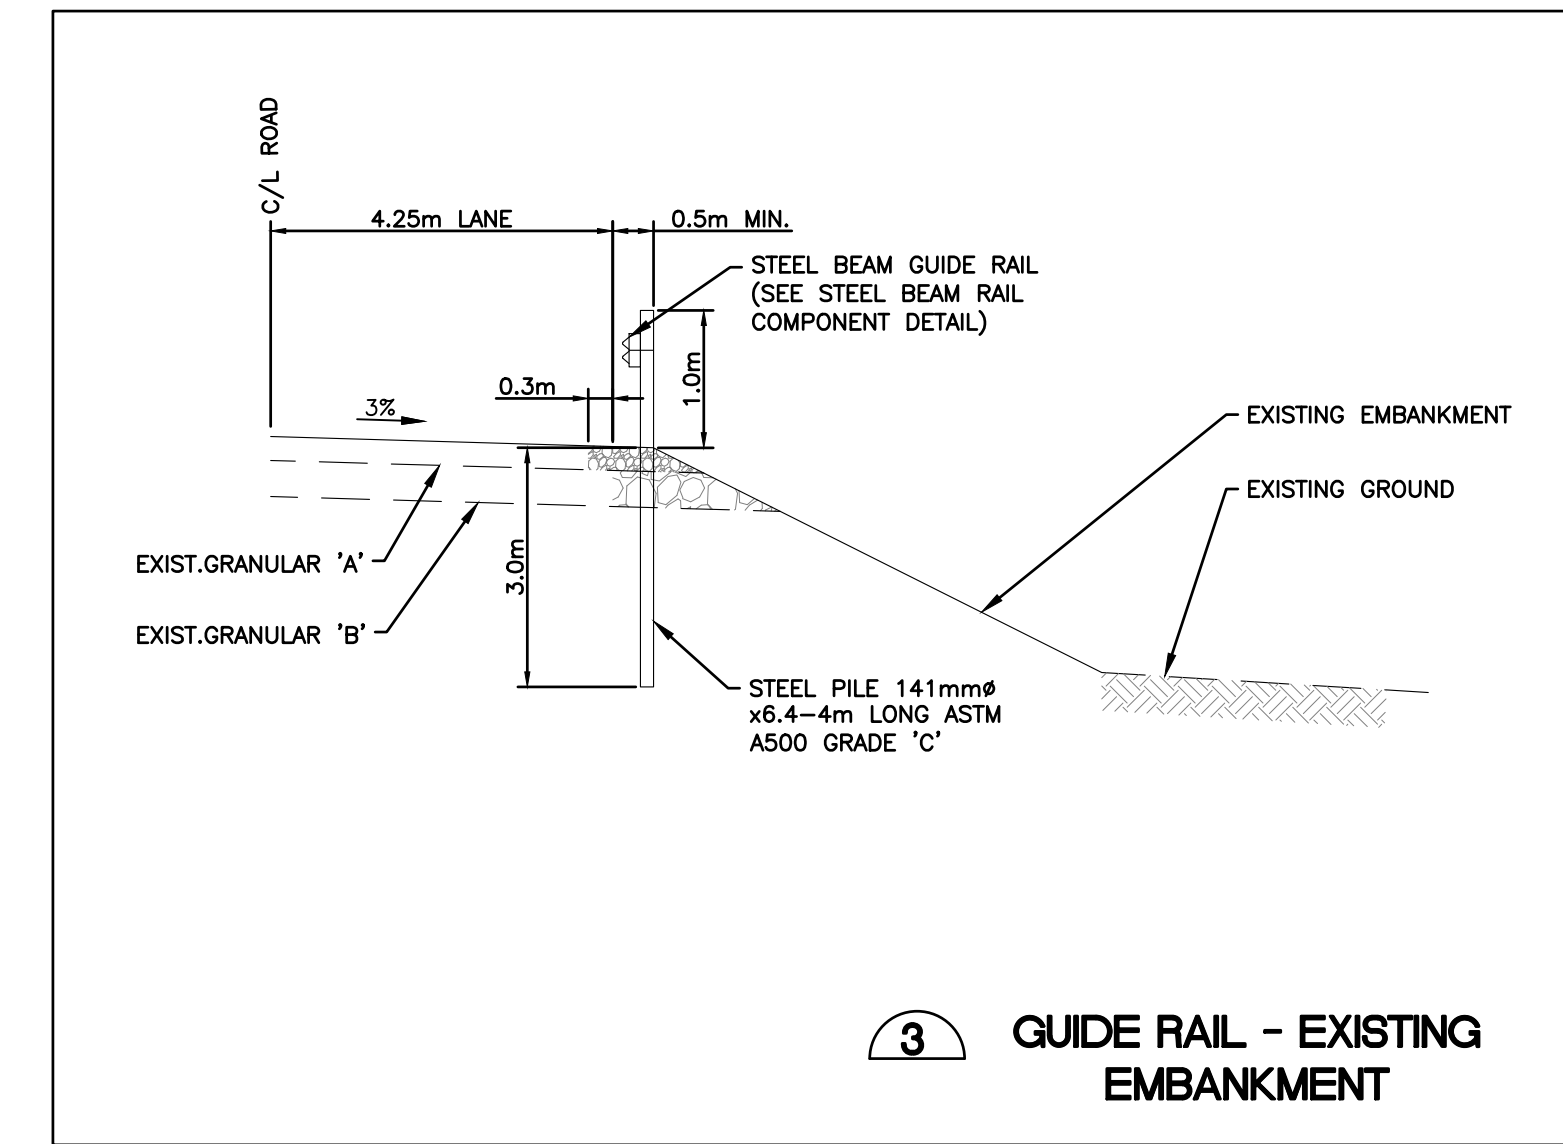 C/L ROAD
4.25m LANE
0.5m MIN.
STEEL BEAM GUIDE RAIL
(SEE STEEL BEAM RAIL
COMPONENT DETAIL)
1.0m
0.3m
3%
EXISTING EMBANKMENT
EXISTING GROUND
EXIST.GRANULAR 'A'
3.0m
EXIST.GRANULAR 'B'
STEEL PILE 141mmø
x6.4-4m LONG ASTM
A500 GRADE 'C'
3
GUIDE RAIL - EXISTING
EMBANKMENT